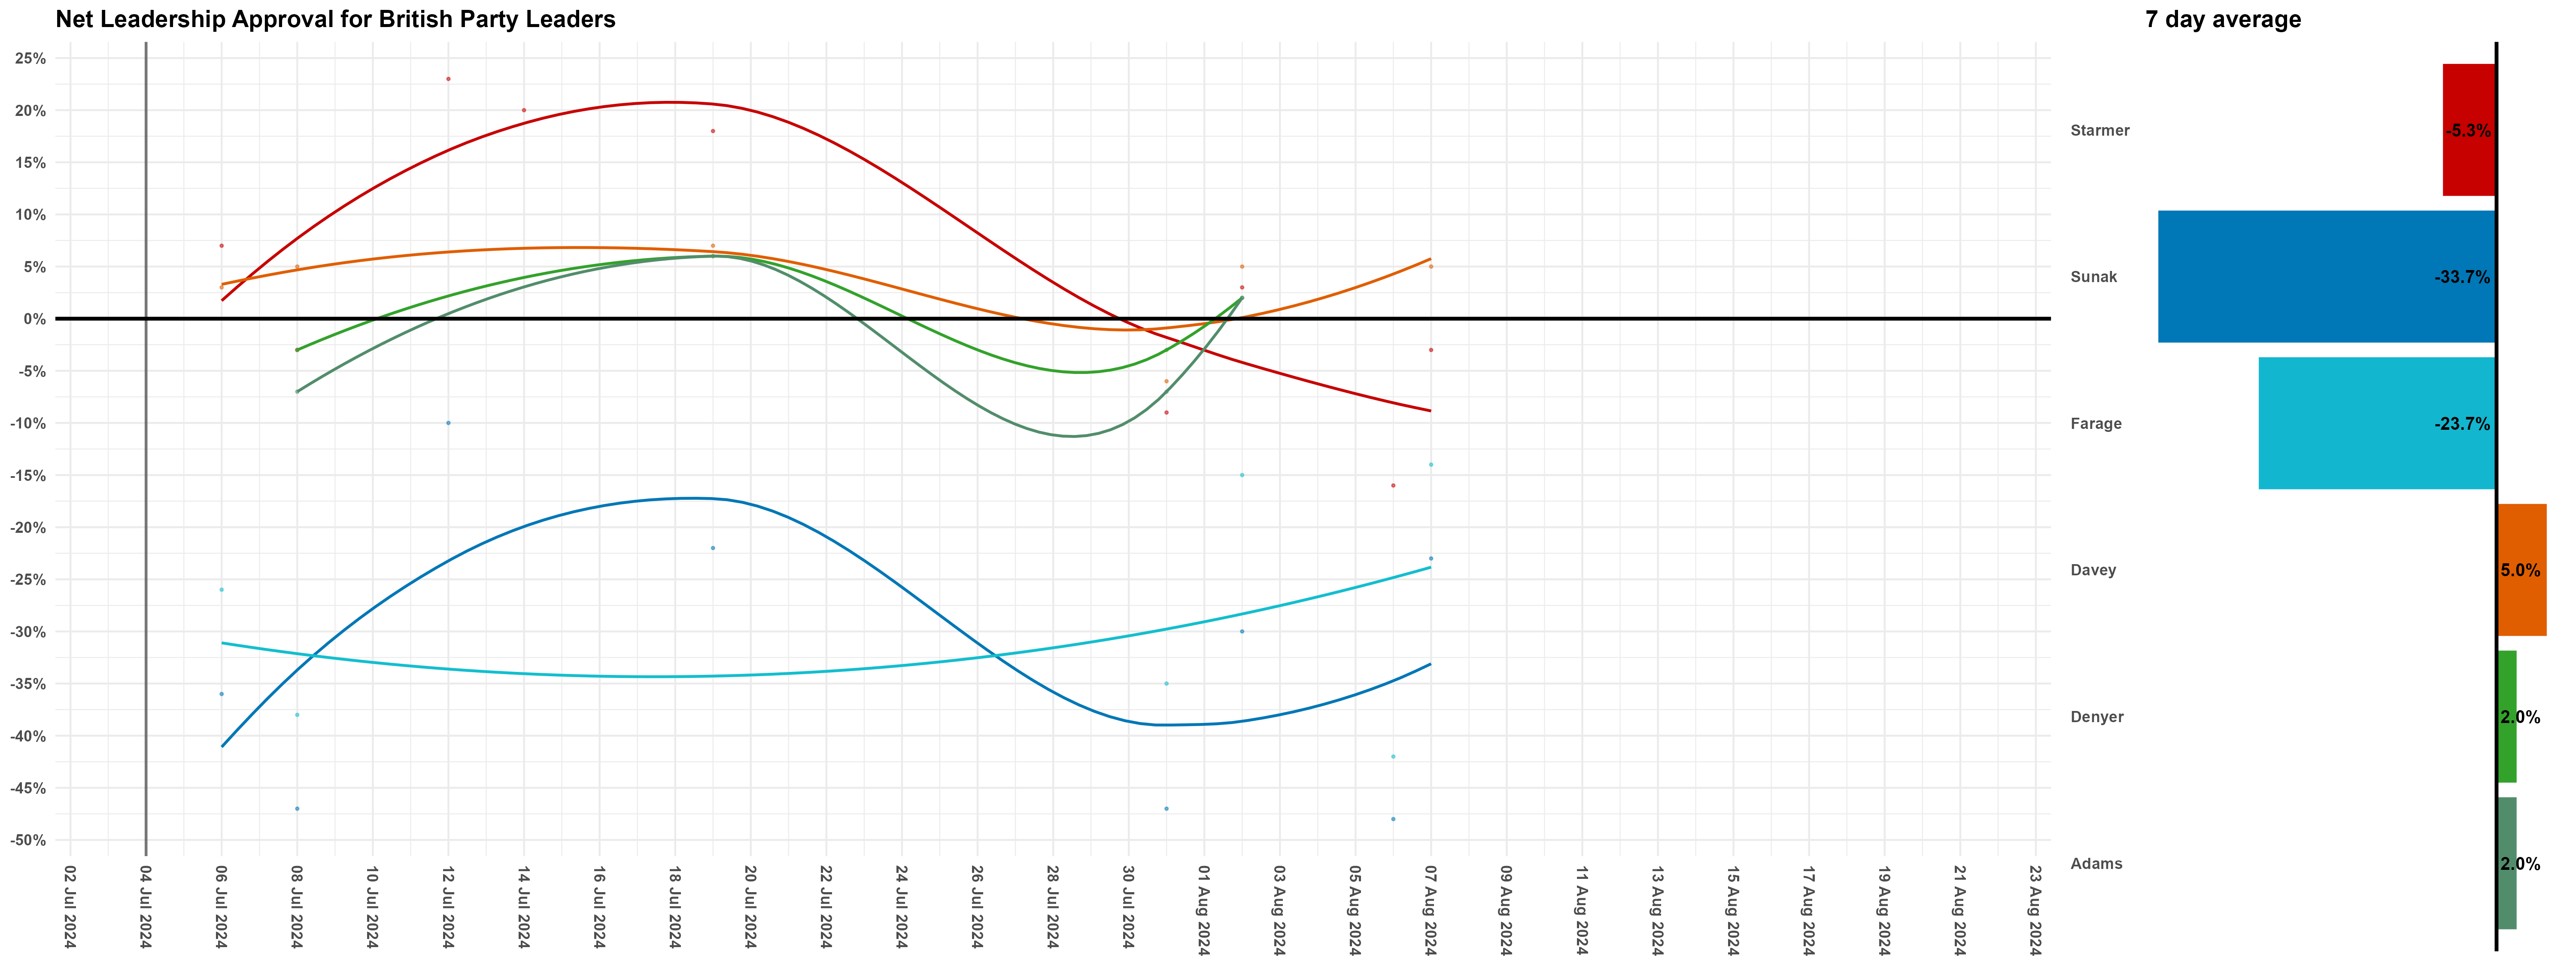 Net Leadership Approval for British Party Leaders
25%
20%
15%
10%
5%
0%
-5%
-10%
-15%
-20%
-25%
-30%
-35%
-40%
-45%
-50%
02 Jul 2024
04 Jul 2024
06 Jul 2024
08 Jul 2024
10 Jul 2024
12 Jul 2024
14 Jul 2024
16 Jul 2024
18 Jul 2024
20 Jul 2024
22 Jul 2024
24 Jul 2024
26 Jul 2024
28 Jul 2024
30 Jul 2024
01 Aug 2024
03 Aug 2024
05 Aug 2024
07 Aug 2024
09 Aug 2024
11 Aug 2024
13 Aug 2024
15 Aug 2024
17 Aug 2024
19 Aug 2024
21 Aug 2024
23 Aug 2024
7 day average
Starmer -5.3%
Sunak -33.7%
Farage -23.7%
Davey 5.0%
Denyer 2.0%
Adams 2.0%